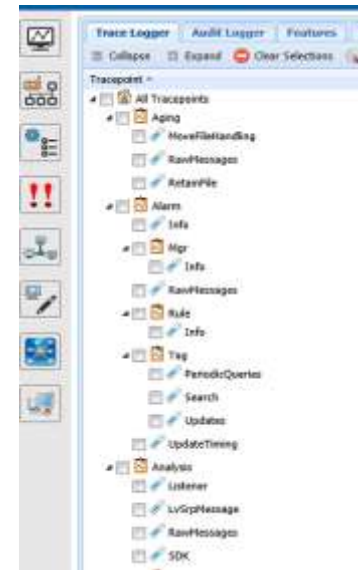 Trace Logger Audit Logger Features
Collapse Expand Clear Selections
Tracepoint
All Tracepoints
Aging
MoveFileHandling
RawMessages
RetainFile
Alarm
Info
Mgr
Info
RawMessages
Rule
Info
Tag
PeriodicQueries
Search
Updates
UpdateTiming
Analysis
Listener
LvSrpMessage
RawMessages
SDK